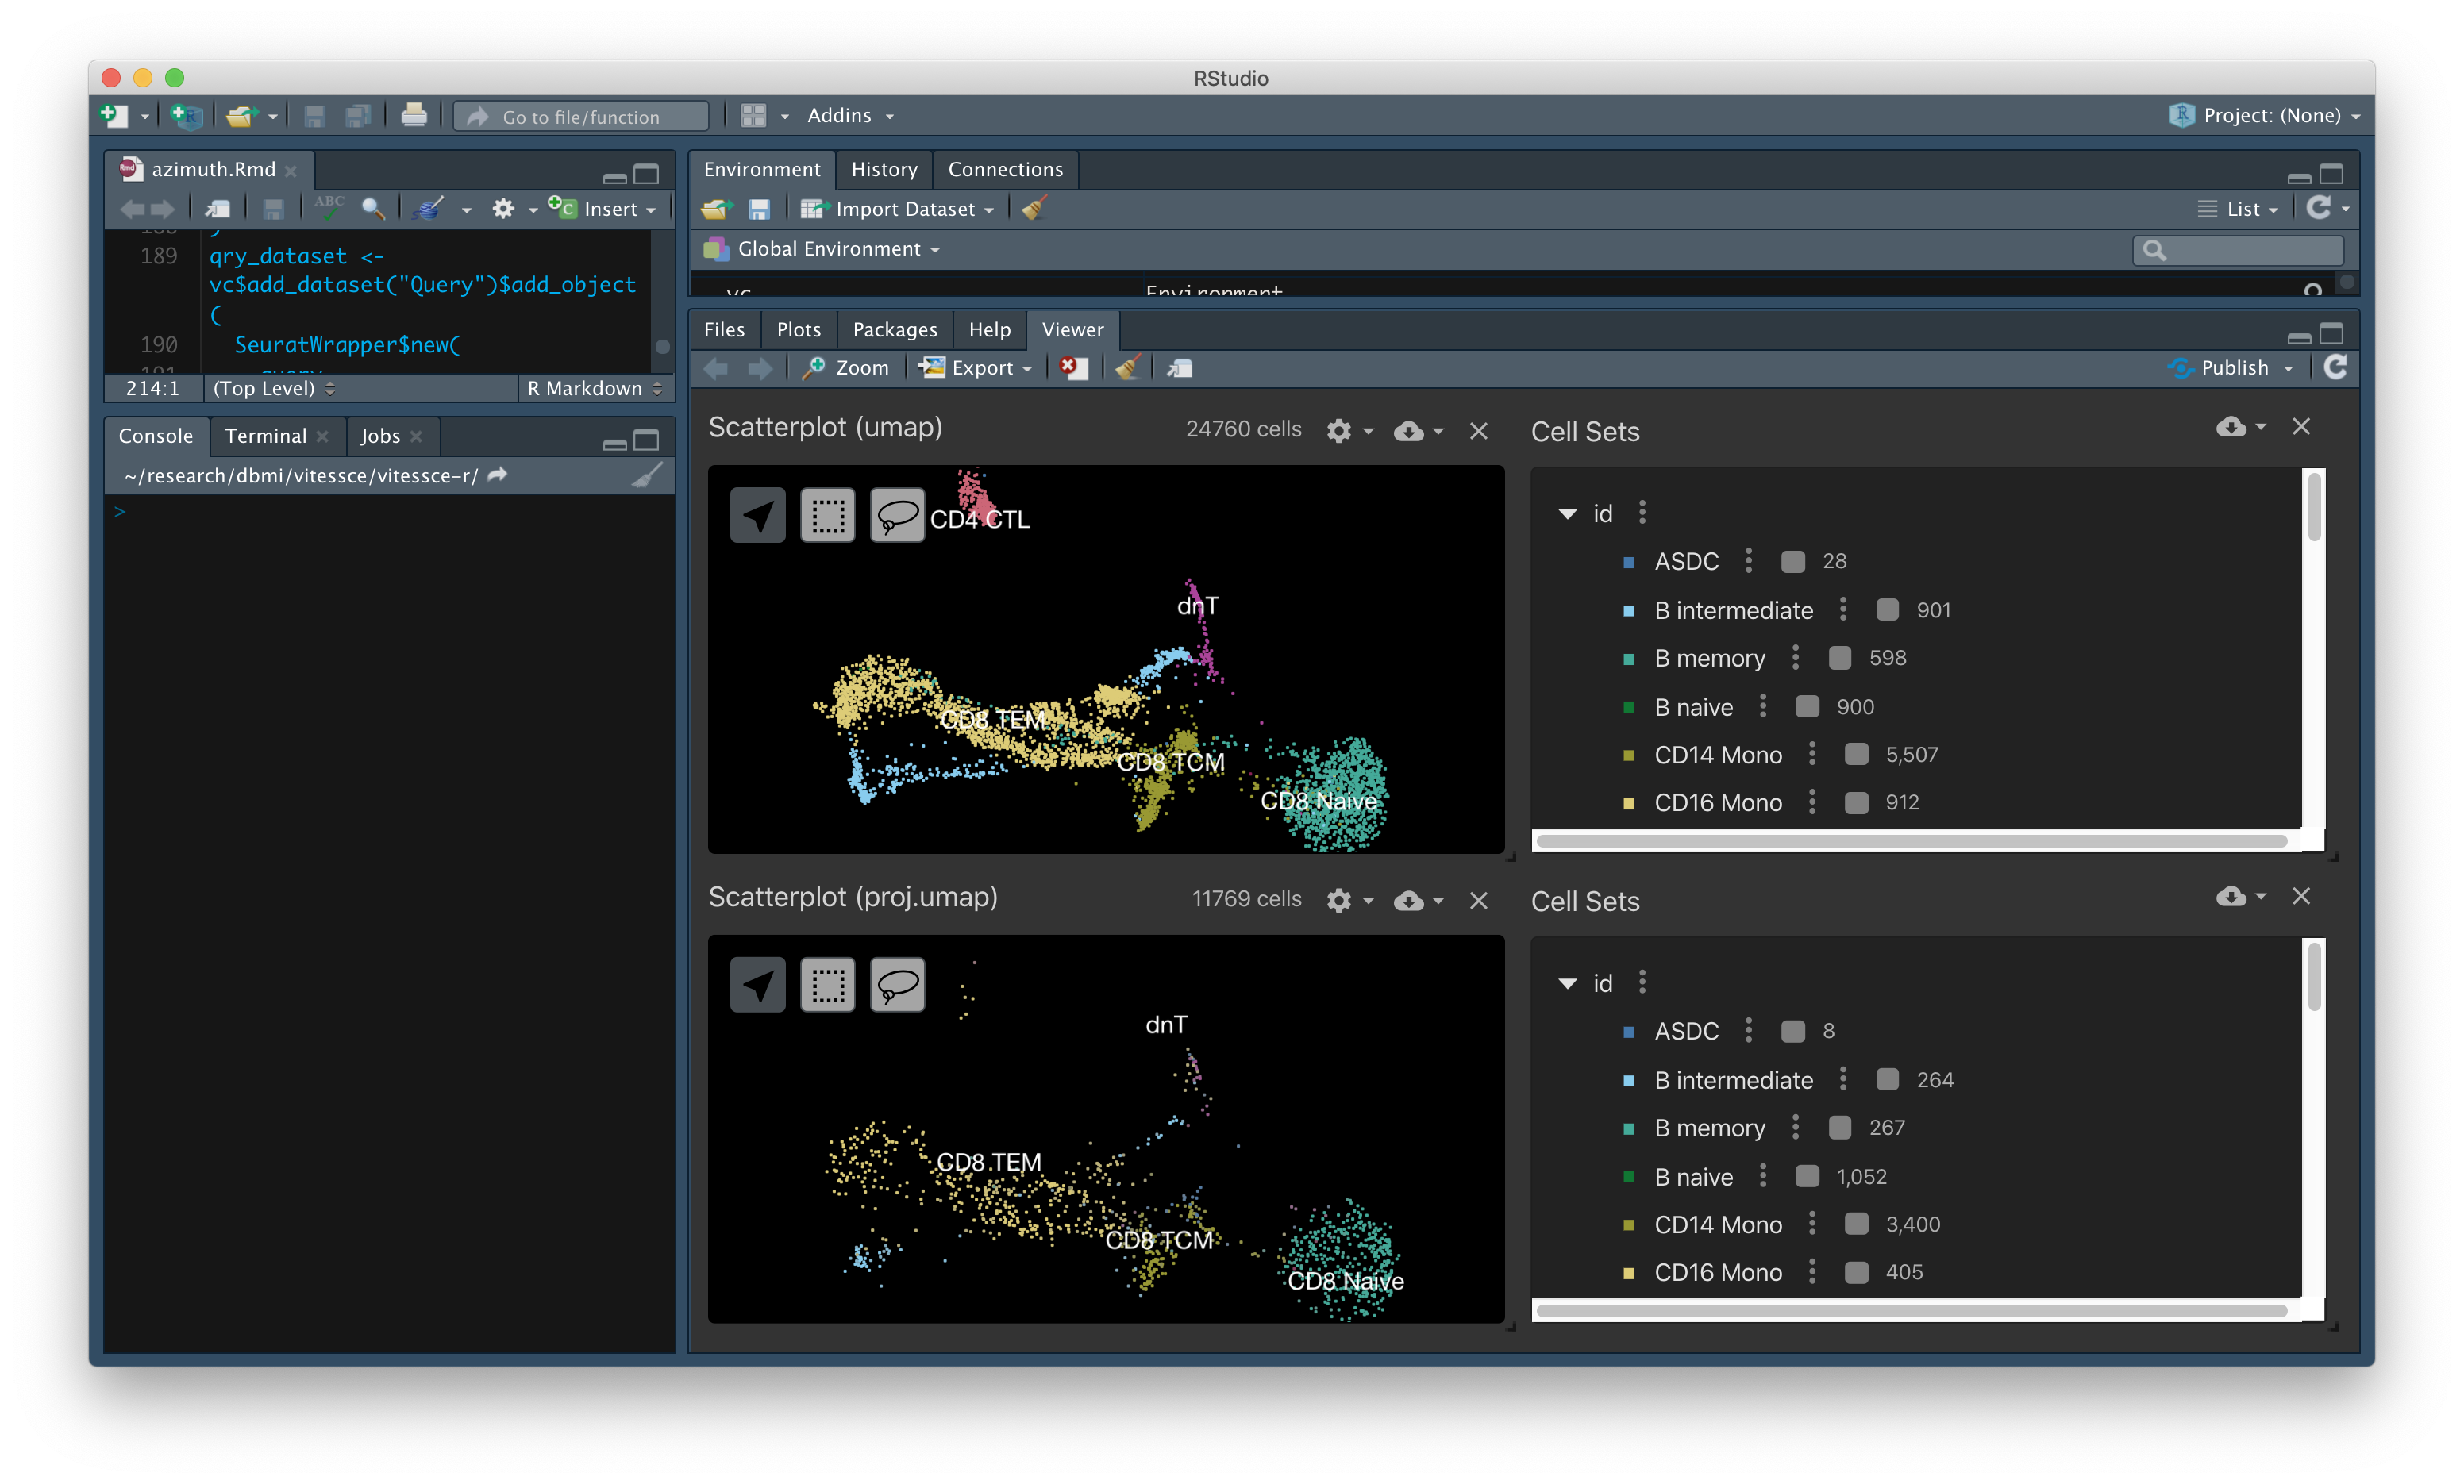 RStudio
Go to file/function
Addins
Project: (None)
azimuth.Rmd
ABC
Insert
189 qry_dataset <-
vc$add_dataset("Query")$add_object
(
190 SeuratWrapper$new(
214:1 (Top Level) R Markdown
Console Terminal Jobs
~/research/dbmi/vitessce/vitessce-r/
>
Environment History Connections
Import Dataset
List
Global Environment
vc Environment
Files Plots Packages Help Viewer
Zoom Export Publish
Scatterplot (umap) 24760 cells
CD4 CTL
dnT
CD8 TEM
CD8 TCM
CD8 Naive
Cell Sets
id
ASDC 28
B intermediate 901
B memory 598
B naive 900
CD14 Mono 5,507
CD16 Mono 912
Scatterplot (proj.umap) 11769 cells
dnT
CD8 TEM
CD8 TCM
CD8 Naive
Cell Sets
id
ASDC 8
B intermediate 264
B memory 267
B naive 1,052
CD14 Mono 3,400
CD16 Mono 405